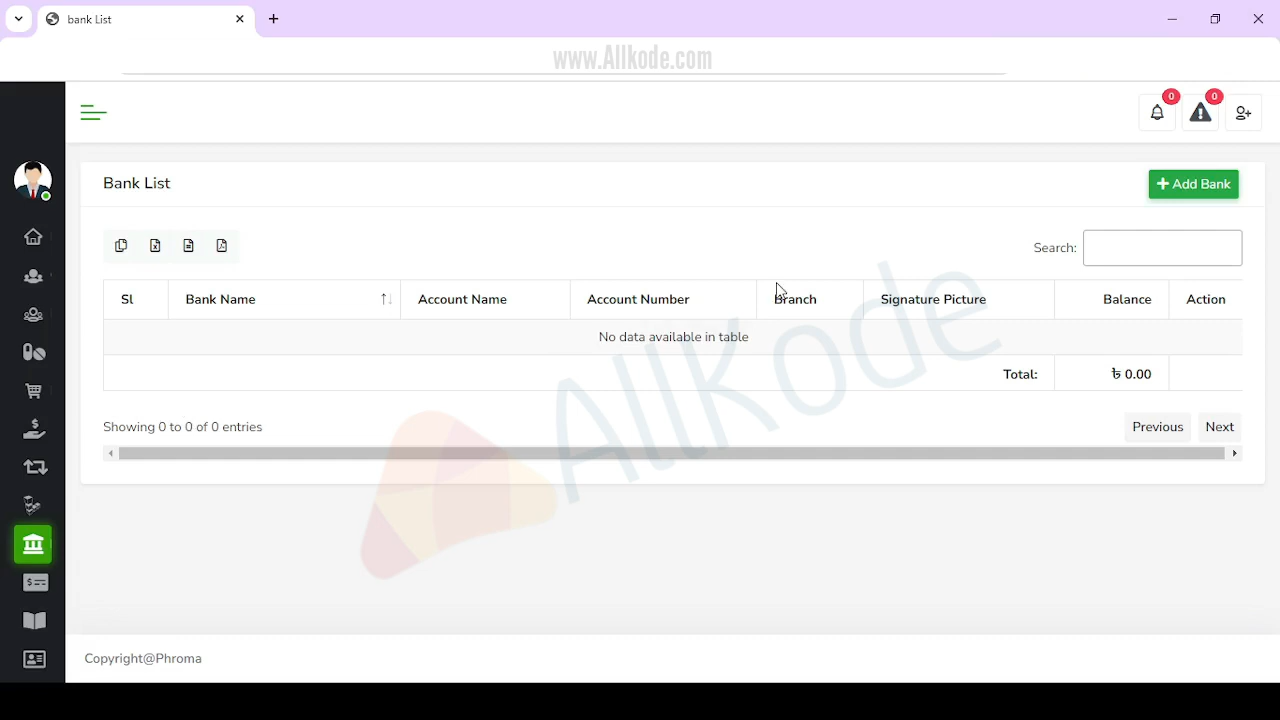 bank List
www.Allkode.com
0
0
Bank List
Add Bank
Search:
Sl
Bank Name
Account Name
Account Number
Branch
Signature Picture
Balance
Action
No data available in table
Total:
৳ 0.00
Showing 0 to 0 of 0 entries
Previous
Next
AllKode
Copyright@Phroma